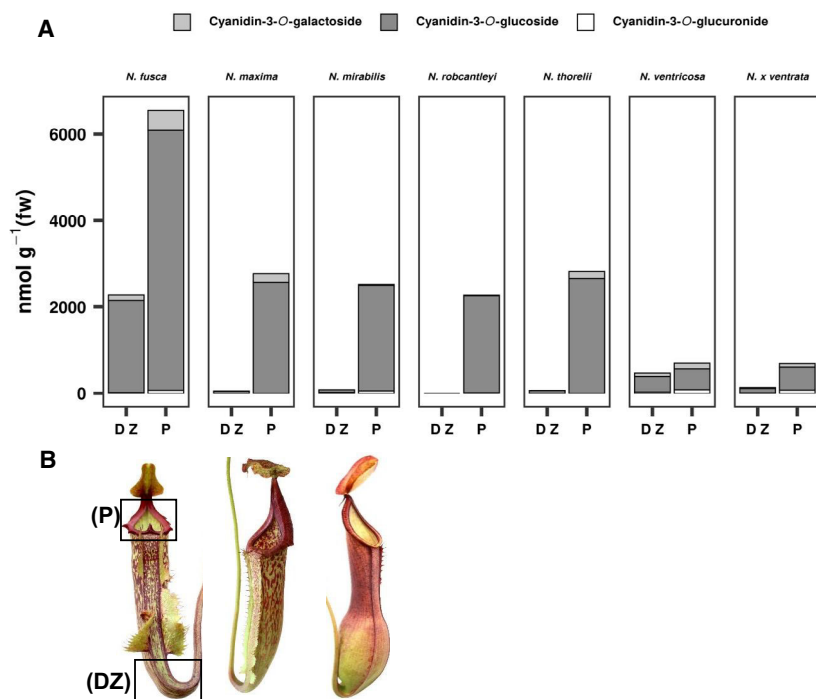 A
Cyanidin-3-O-galactoside Cyanidin-3-O-glucoside Cyanidin-3-O-glucuronide
N. fusca N. maxima N. mirabilis N. robcantleyi N. thorelii N. ventricosa N. x ventrata
nmol g⁻¹(fw)
6000
4000
2000
0
DZ P DZ P DZ P DZ P DZ P DZ P DZ P
B
(P)
(DZ)